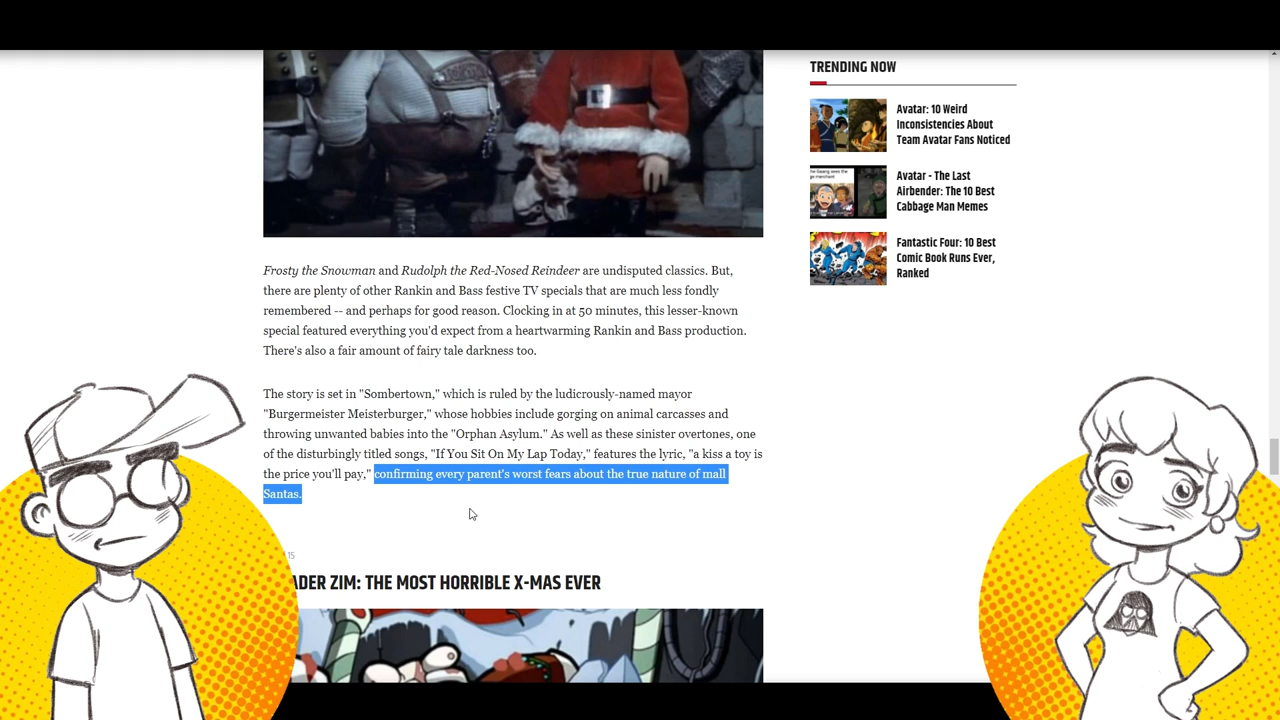 TRENDING NOW
Avatar: 10 Weird
Inconsistencies About
Team Avatar Fans Noticed
Avatar - The Last
Airbender: The 10 Best
Cabbage Man Memes
Fantastic Four: 10 Best
Comic Book Runs Ever,
Ranked
Frosty the Snowman and Rudolph the Red-Nosed Reindeer are undisputed classics. But,
there are plenty of other Rankin and Bass festive TV specials that are much less fondly
remembered -- and perhaps for good reason. Clocking in at 50 minutes, this lesser-known
special featured everything you'd expect from a heartwarming Rankin and Bass production.
There's also a fair amount of fairy tale darkness too.
The story is set in "Sombertown," which is ruled by the ludicrously-named mayor
"Burgermeister Meisterburger," whose hobbies include gorging on animal carcasses and
throwing unwanted babies into the "Orphan Asylum." As well as these sinister overtones, one
of the disturbingly titled songs, "If You Sit On My Lap Today," features the lyric, "a kiss a toy is
the price you'll pay," confirming every parent's worst fears about the true nature of mall
Santas.
15
ADER ZIM: THE MOST HORRIBLE X-MAS EVER